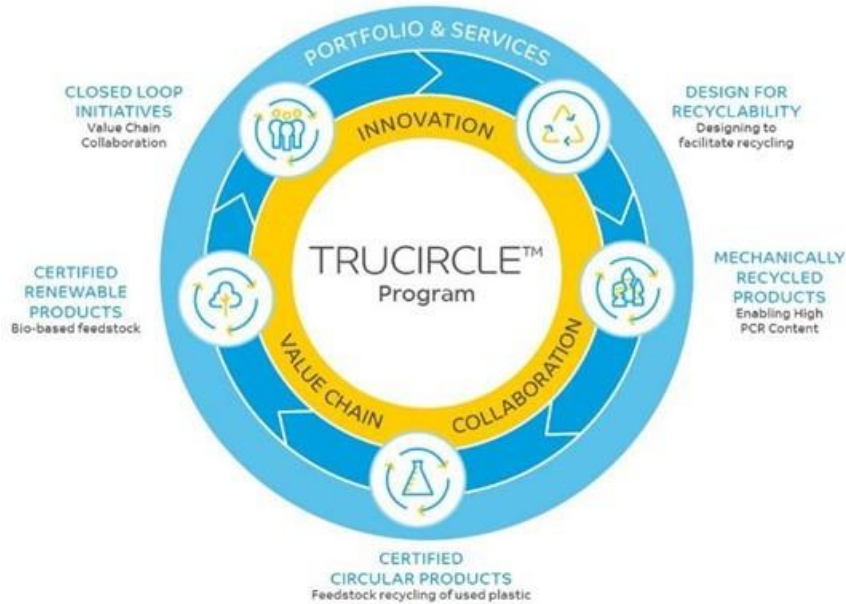 PORTFOLIO & SERVICES
CLOSED LOOP
INITIATIVES
Value Chain
Collaboration
DESIGN FOR
RECYCLABILITY
Designing to
facilitate recycling
INNOVATION
TRUCIRCLE™
Program
CERTIFIED
RENEWABLE
PRODUCTS
Bio-based feedstock
MECHANICALLY
RECYCLED
PRODUCTS
Enabling High
PCR Content
VALUE CHAIN
COLLABORATION
CERTIFIED
CIRCULAR PRODUCTS
Feedstock recycling of used plastic